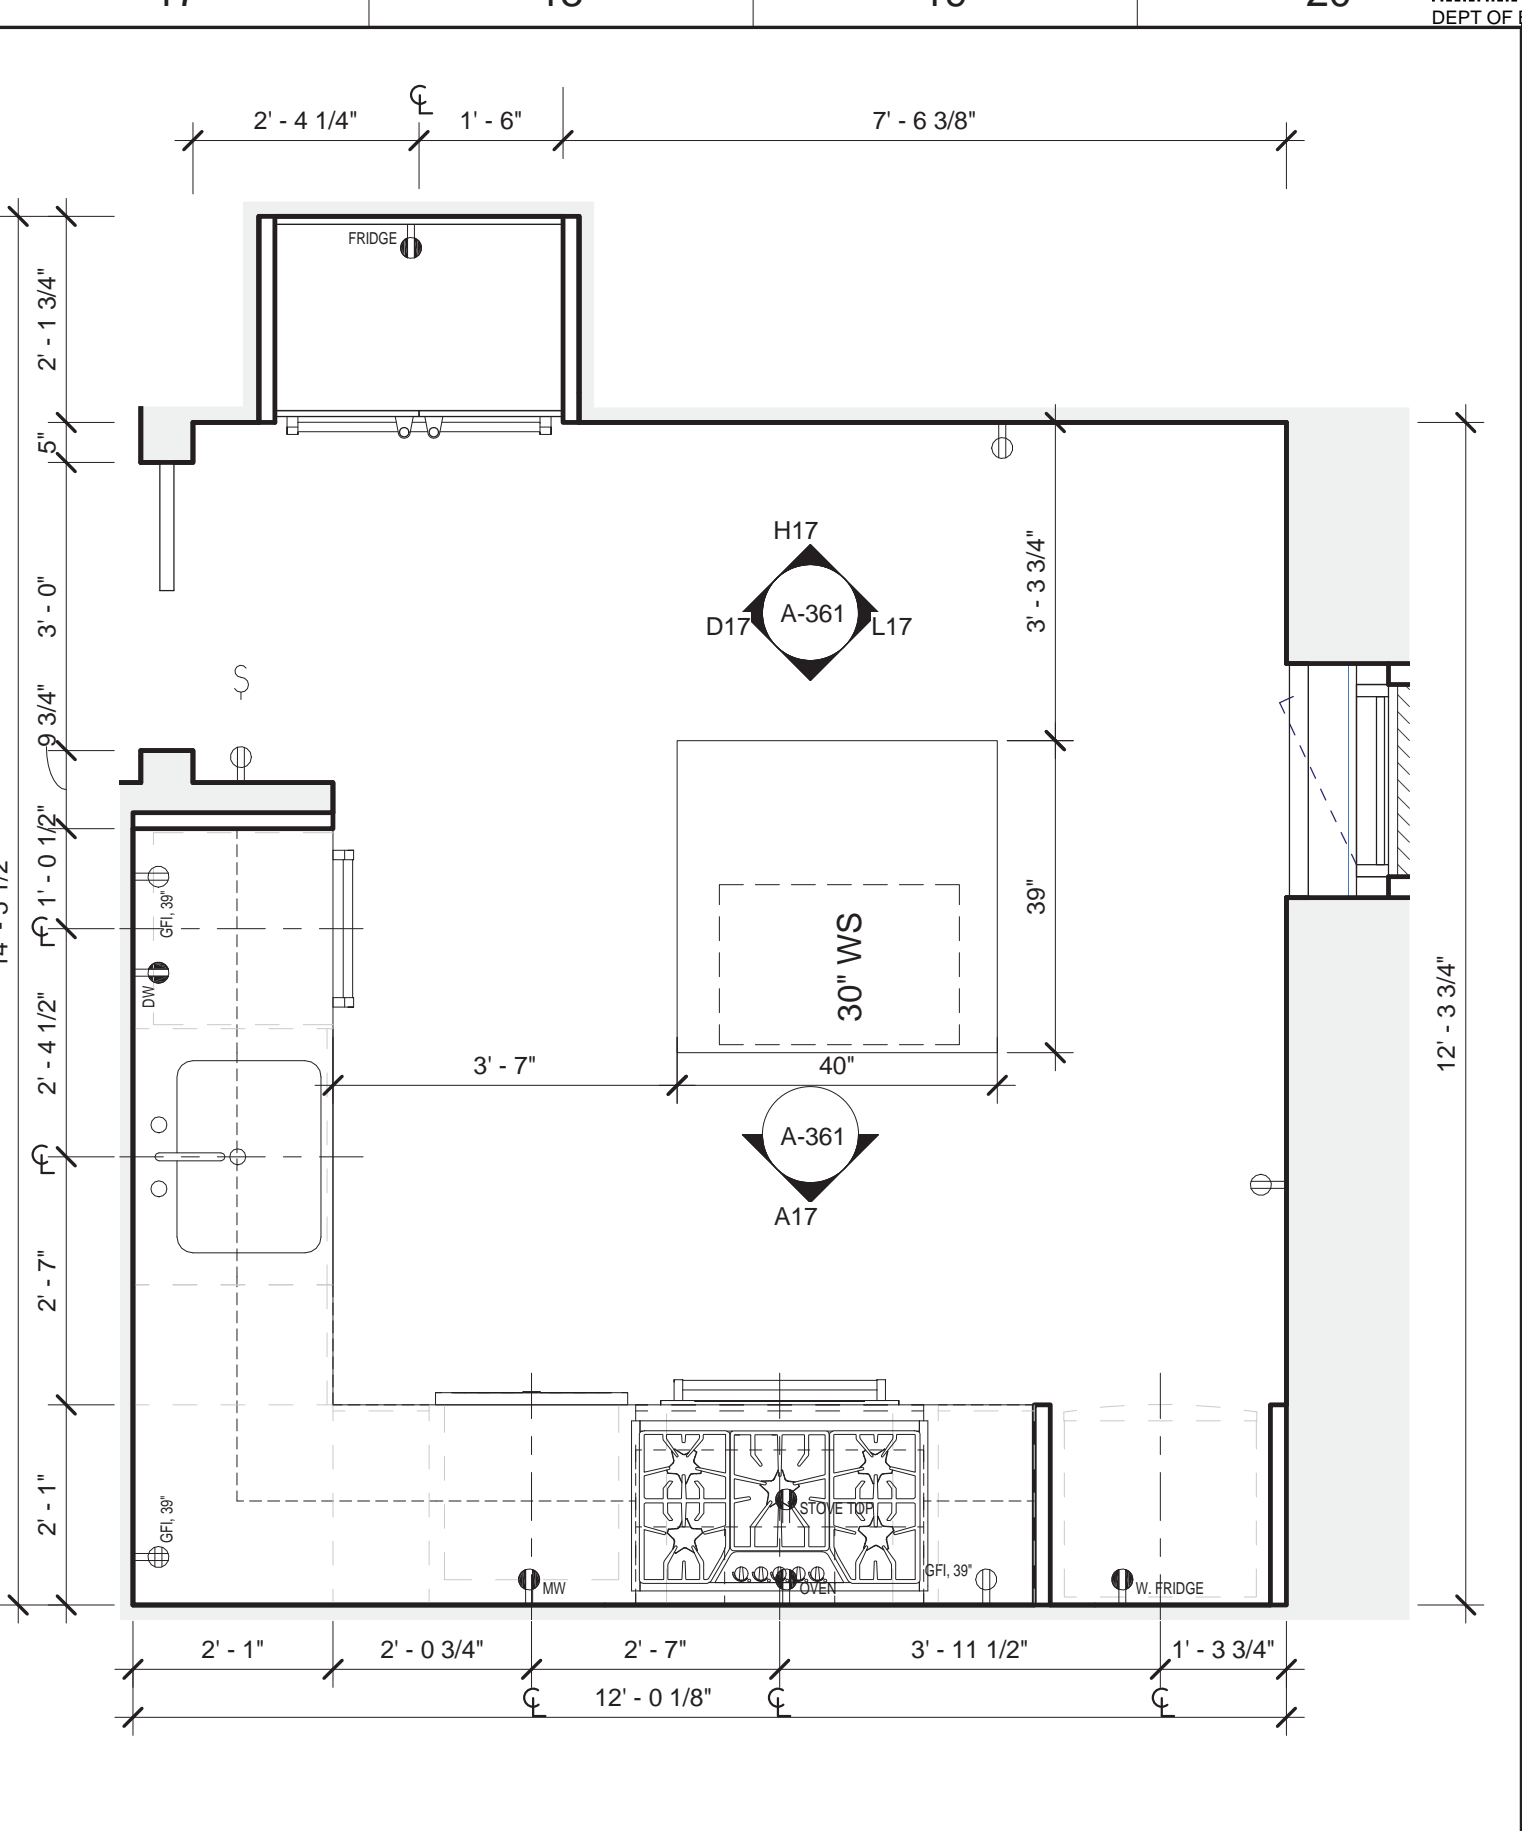 DEPT OF
2' - 4 1/4"
1' - 6"
7' - 6 3/8"
FRIDGE
2' - 1 3/4"
5"
3' - 0"
9 3/4"
1' - 0 1/2"
2' - 4 1/2"
2' - 7"
2' - 1"
H17
A-361
D17
L17
S
3' - 3 3/4"
39"
30" WS
12' - 3 3/4"
GFI, 39"
DW
3' - 7"
40"
A-361
A17
GFI, 39"
STOVE TOP
MW
OVEN
GFI, 39"
W. FRIDGE
2' - 1"
2' - 0 3/4"
2' - 7"
3' - 11 1/2"
1' - 3 3/4"
12' - 0 1/8"